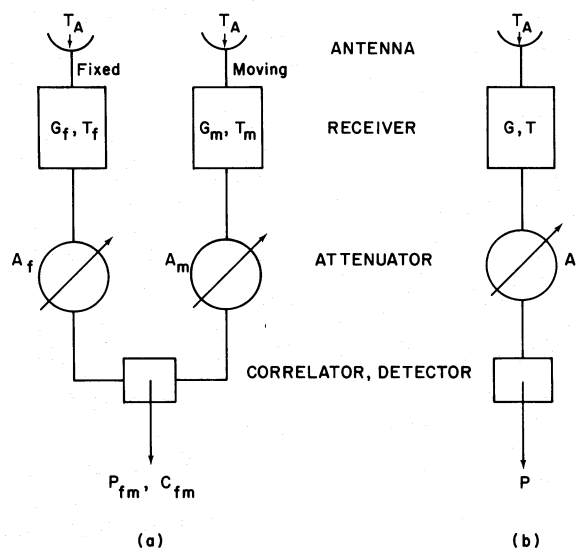 T_A T_A ANTENNA T_A
Fixed Moving
G_f, T_f G_m, T_m RECEIVER G, T
A_f A_m ATTENUATOR A
CORRELATOR, DETECTOR
P_fm, C_fm P
(a) (b)